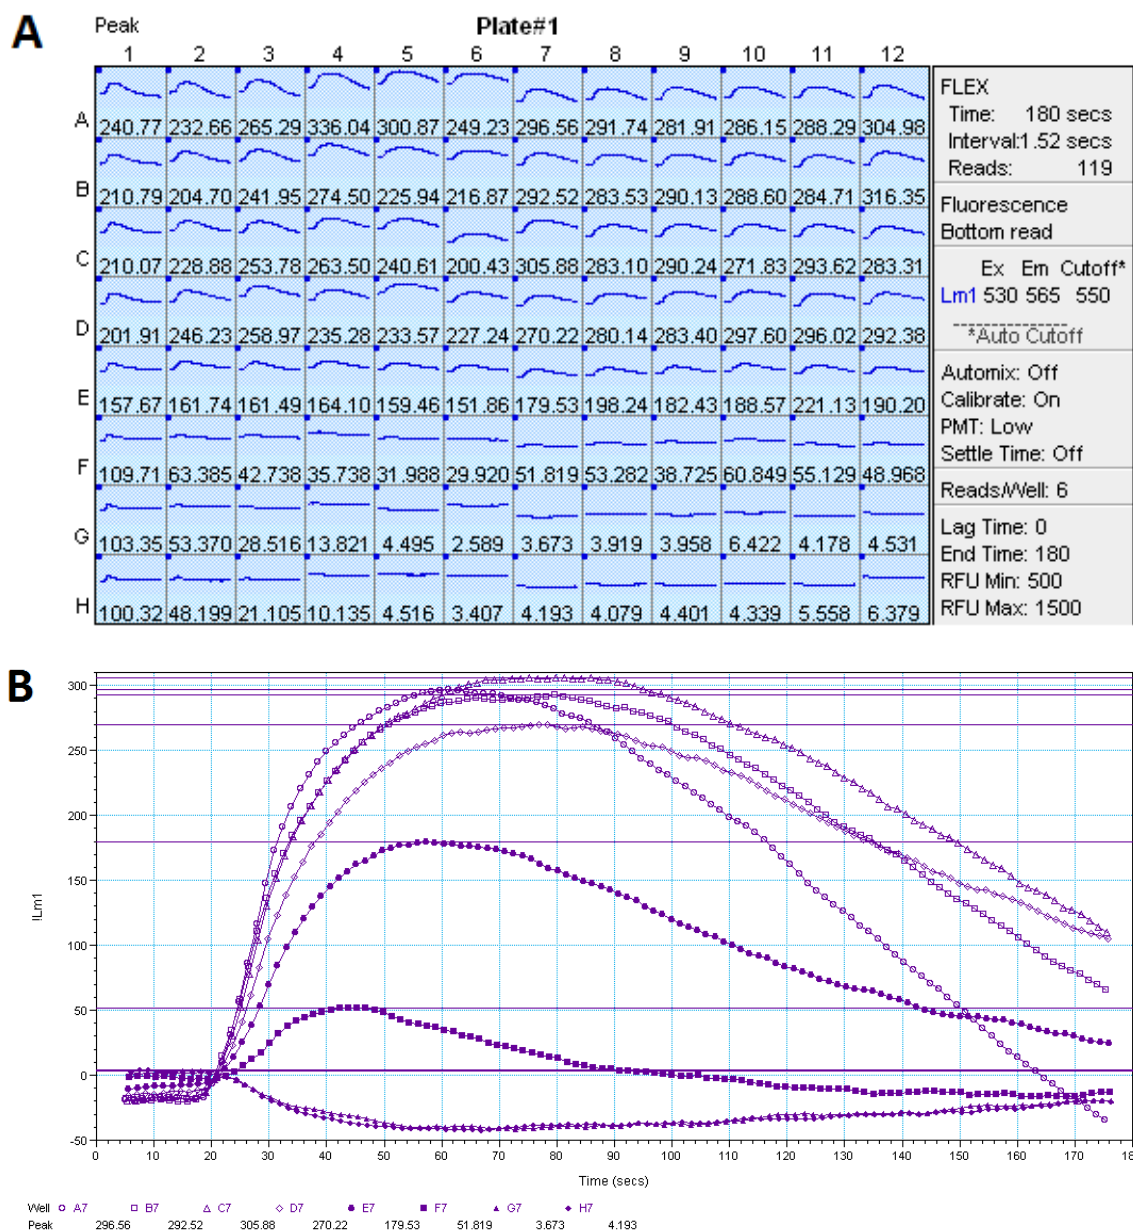 A
Peak
Plate#1
1 2 3 4 5 6 7 8 9 10 11 12
A 240.77 232.66 265.29 336.04 300.87 249.23 296.56 291.74 281.91 286.15 288.29 304.98
B 210.79 204.70 241.95 274.50 225.94 216.87 292.52 283.53 290.13 288.60 284.71 316.35
C 210.07 228.88 253.78 263.50 240.61 200.43 305.88 283.10 290.24 271.83 293.62 283.31
D 201.91 246.23 258.97 235.28 233.57 227.24 270.22 280.14 283.40 297.60 296.02 292.38
E 157.67 161.74 161.49 164.10 159.46 151.86 179.53 198.24 182.43 188.57 221.13 190.20
F 109.71 63.385 42.738 35.738 31.988 29.920 51.819 53.282 38.725 60.849 55.129 48.968
G 103.35 53.370 28.516 13.821 4.495 2.589 3.673 3.919 3.958 6.422 4.178 4.531
H 100.32 48.199 21.105 10.135 4.516 3.407 4.193 4.079 4.401 4.339 5.558 6.379
FLEX
Time: 180 secs
Interval:1.52 secs
Reads: 119
Fluorescence
Bottom read
Ex Em Cutoff*
Lm1 530 565 550
*Auto Cutoff
Automix: Off
Calibrate: On
PMT: Low
Settle Time: Off
Reads/Well: 6
Lag Time: 0
End Time: 180
RFU Min: 500
RFU Max: 1500
B
300
250
200
150
100
50
0
-50
!Lm1
0 10 20 30 40 50 60 70 80 90 100 110 120 130 140 150 160 170 180
Time (secs)
Well A7 B7 C7 D7 E7 F7 G7 H7
Peak 296.56 292.52 305.88 270.22 179.53 51.819 3.673 4.193